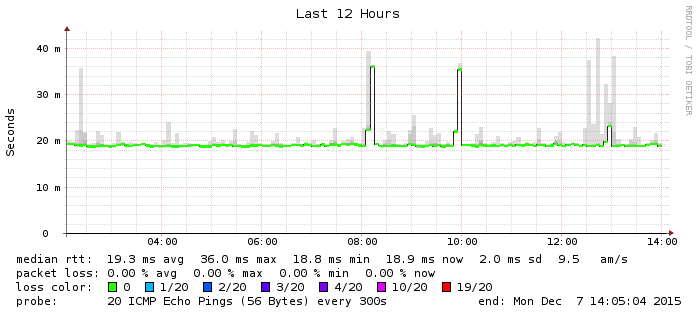 Last 12 Hours
RRDTOOL / TOBI OETIKER
Seconds
40 m
30 m
20 m
10 m
0
04:00 06:00 08:00 10:00 12:00 14:00
median rtt: 19.3 ms avg 36.0 ms max 18.8 ms min 18.9 ms now 2.0 ms sd 9.5 am/s
packet loss: 0.00 % avg 0.00 % max 0.00 % min 0.00 % now
loss color: 0 1/20 2/20 3/20 4/20 10/20 19/20
probe: 20 ICMP Echo Pings (56 Bytes) every 300s end: Mon Dec 7 14:05:04 2015